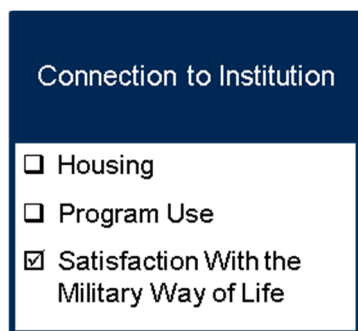 Connection to Institution
❑ Housing
❑ Program Use
☑ Satisfaction With the
Military Way of Life